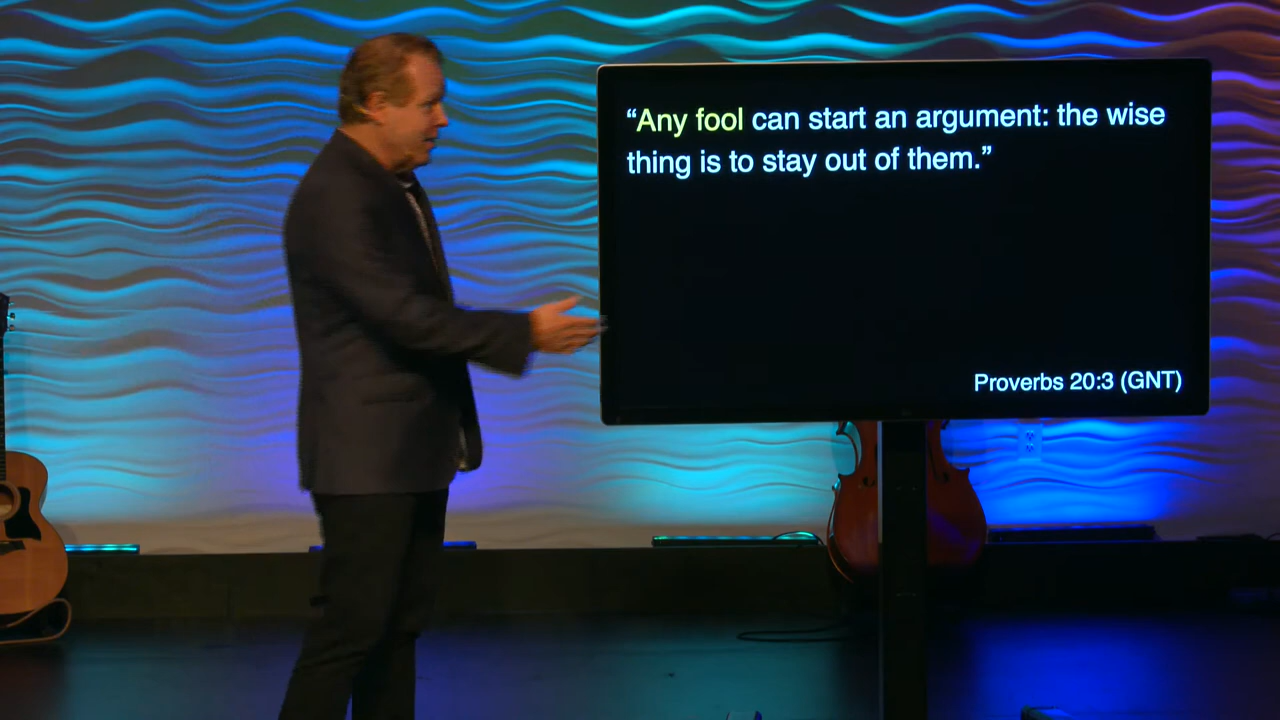 “Any fool can start an argument: the wise
thing is to stay out of them.”
Proverbs 20:3 (GNT)